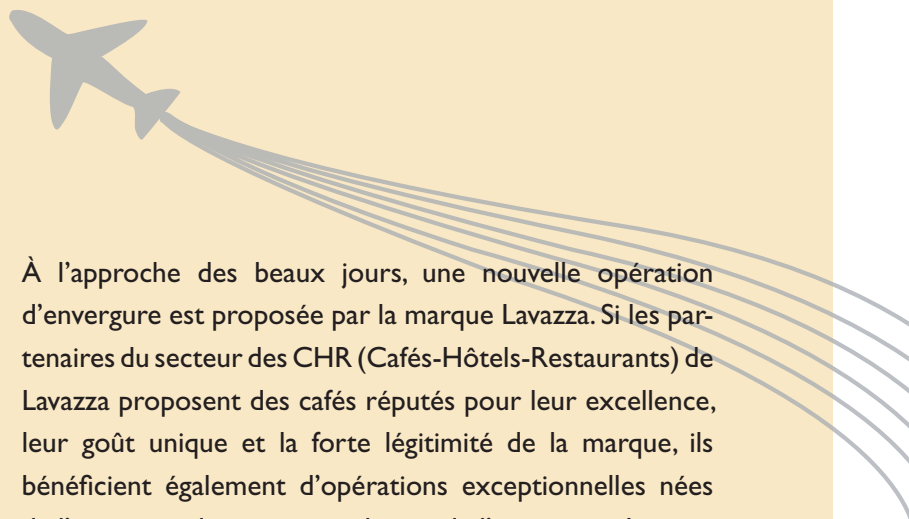 À l’approche des beaux jours, une nouvelle opération
d’envergure est proposée par la marque Lavazza. Si les par-
tenaires du secteur des CHR (Cafés-Hôtels-Restaurants) de
Lavazza proposent des cafés réputés pour leur excellence,
leur goût unique et la forte légitimité de la marque, ils
bénéficient également d’opérations exceptionnelles nées